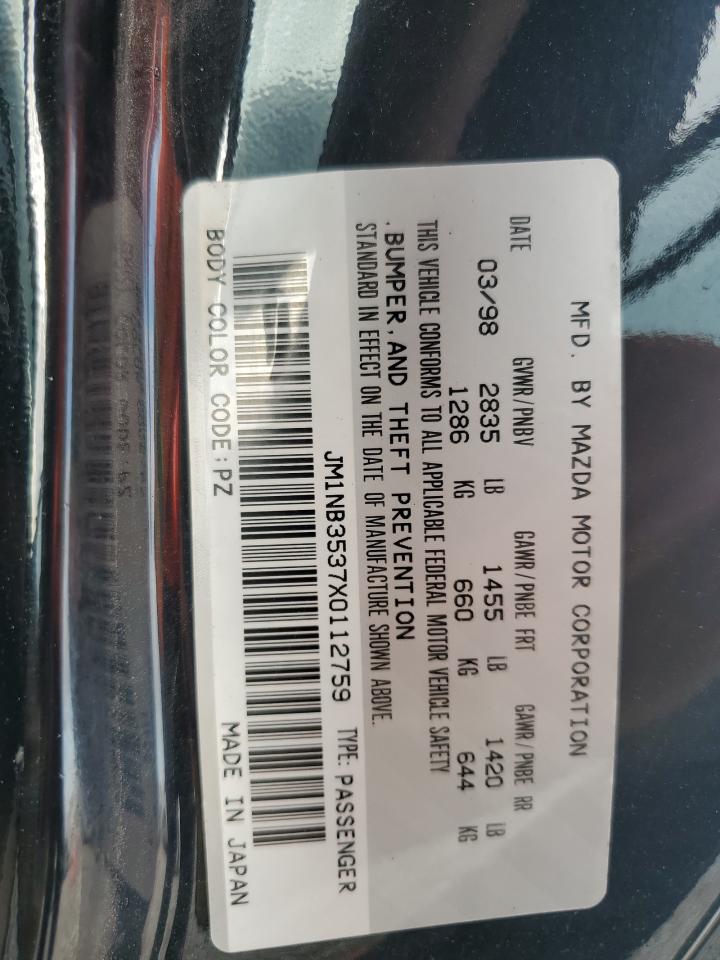 MFD. BY MAZDA MOTOR CORPORATION
DATE GVWR/PNBV GAWR/PNBE FRT GAWR/PNBE RR
03/98 2835 LB 1455 LB 1420 LB
1286 KG 660 KG 644 KG
THIS VEHICLE CONFORMS TO ALL APPLICABLE FEDERAL MOTOR VEHICLE SAFETY
, BUMPER, AND THEFT PREVENTION
STANDARD IN EFFECT ON THE DATE OF MANUFACTURE SHOWN ABOVE.
JM1NB3537X0112759 TYPE: PASSENGER
BODY COLOR CODE:PZ MADE IN JAPAN